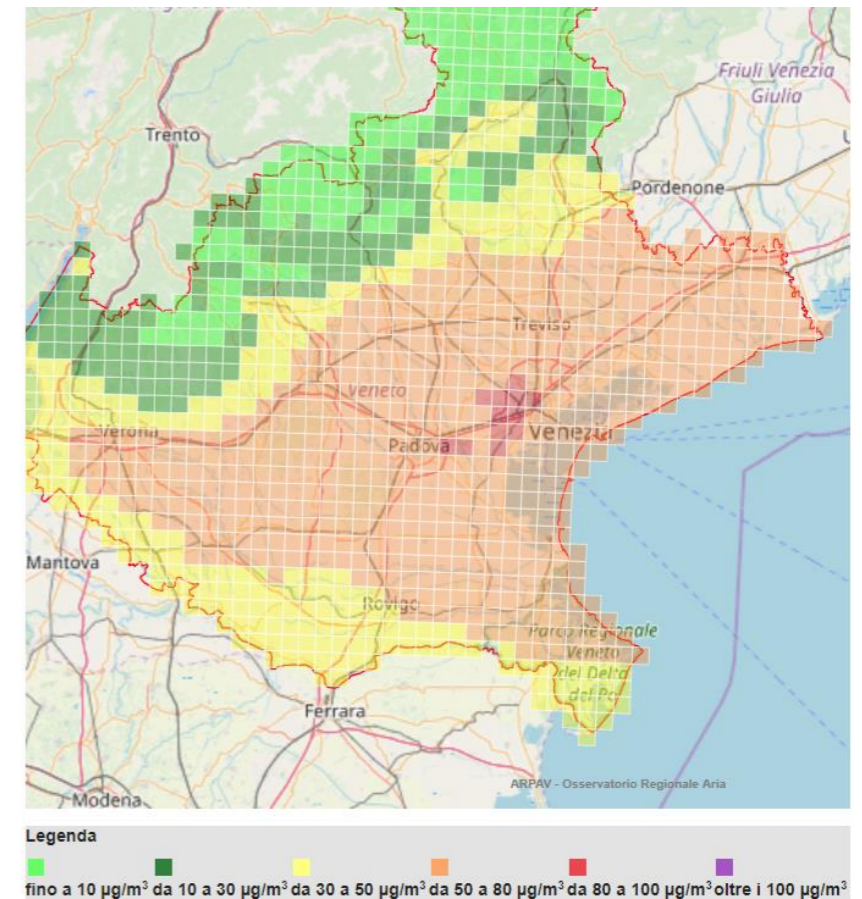 Friuli Venezia
Giulia
Trento
Pordenone
Treviso
Veneto
Verona
Padova
Venezia
Mantova
Rovigo
Parco Regionale
Veneto
del Delta
del Po
Ferrara
ARPAV - Osservatorio Regionale Aria
Modena
Legenda
fino a 10 µg/m³ da 10 a 30 µg/m³ da 30 a 50 µg/m³ da 50 a 80 µg/m³ da 80 a 100 µg/m³ oltre i 100 µg/m³